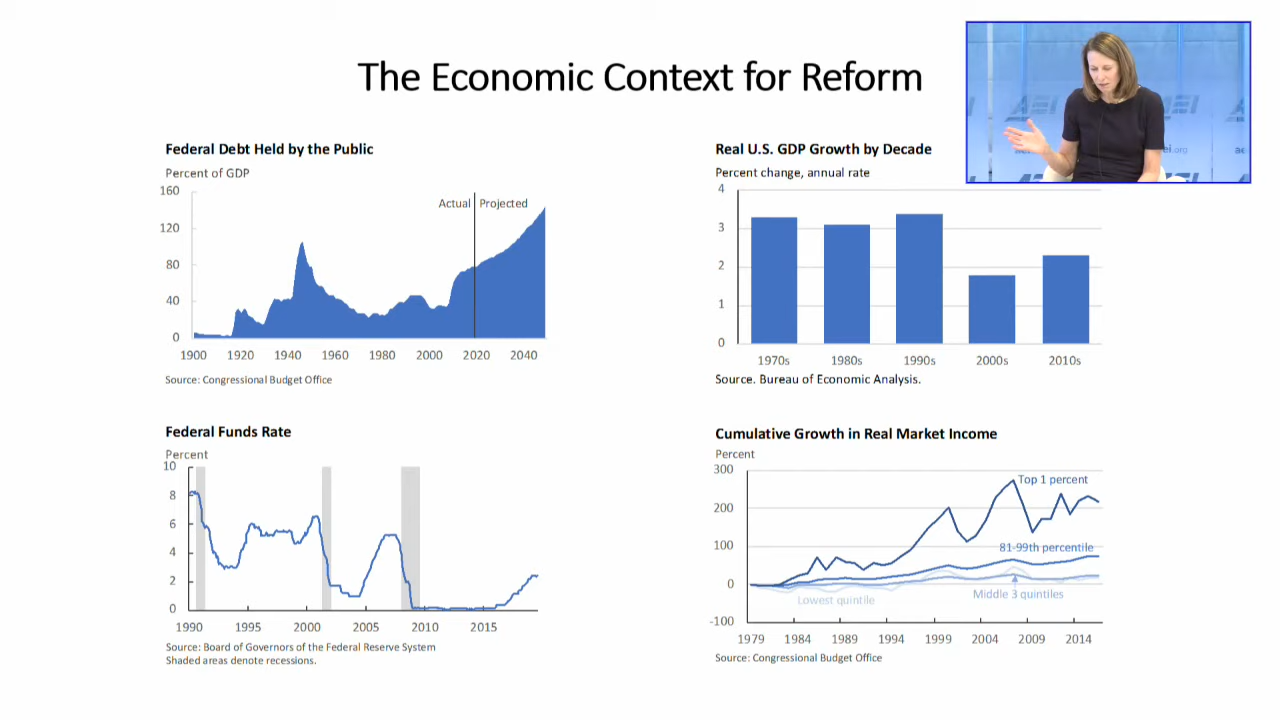 The Economic Context for Reform
AEI
AEI
ei.org
ae
Federal Debt Held by the Public
Percent of GDP
160
120
80
40
0
Actual
Projected
1900 1920 1940 1960 1980 2000 2020 2040
Source: Congressional Budget Office
Real U.S. GDP Growth by Decade
Percent change, annual rate
4
3
2
1
0
1970s 1980s 1990s 2000s 2010s
Source. Bureau of Economic Analysis.
Federal Funds Rate
Percent
10
8
6
4
2
0
1990 1995 2000 2005 2010 2015
Source: Board of Governors of the Federal Reserve System
Shaded areas denote recessions.
Cumulative Growth in Real Market Income
Percent
300
200
100
0
-100
Top 1 percent
81-99th percentile
Middle 3 quintiles
Lowest quintile
1979 1984 1989 1994 1999 2004 2009 2014
Source: Congressional Budget Office